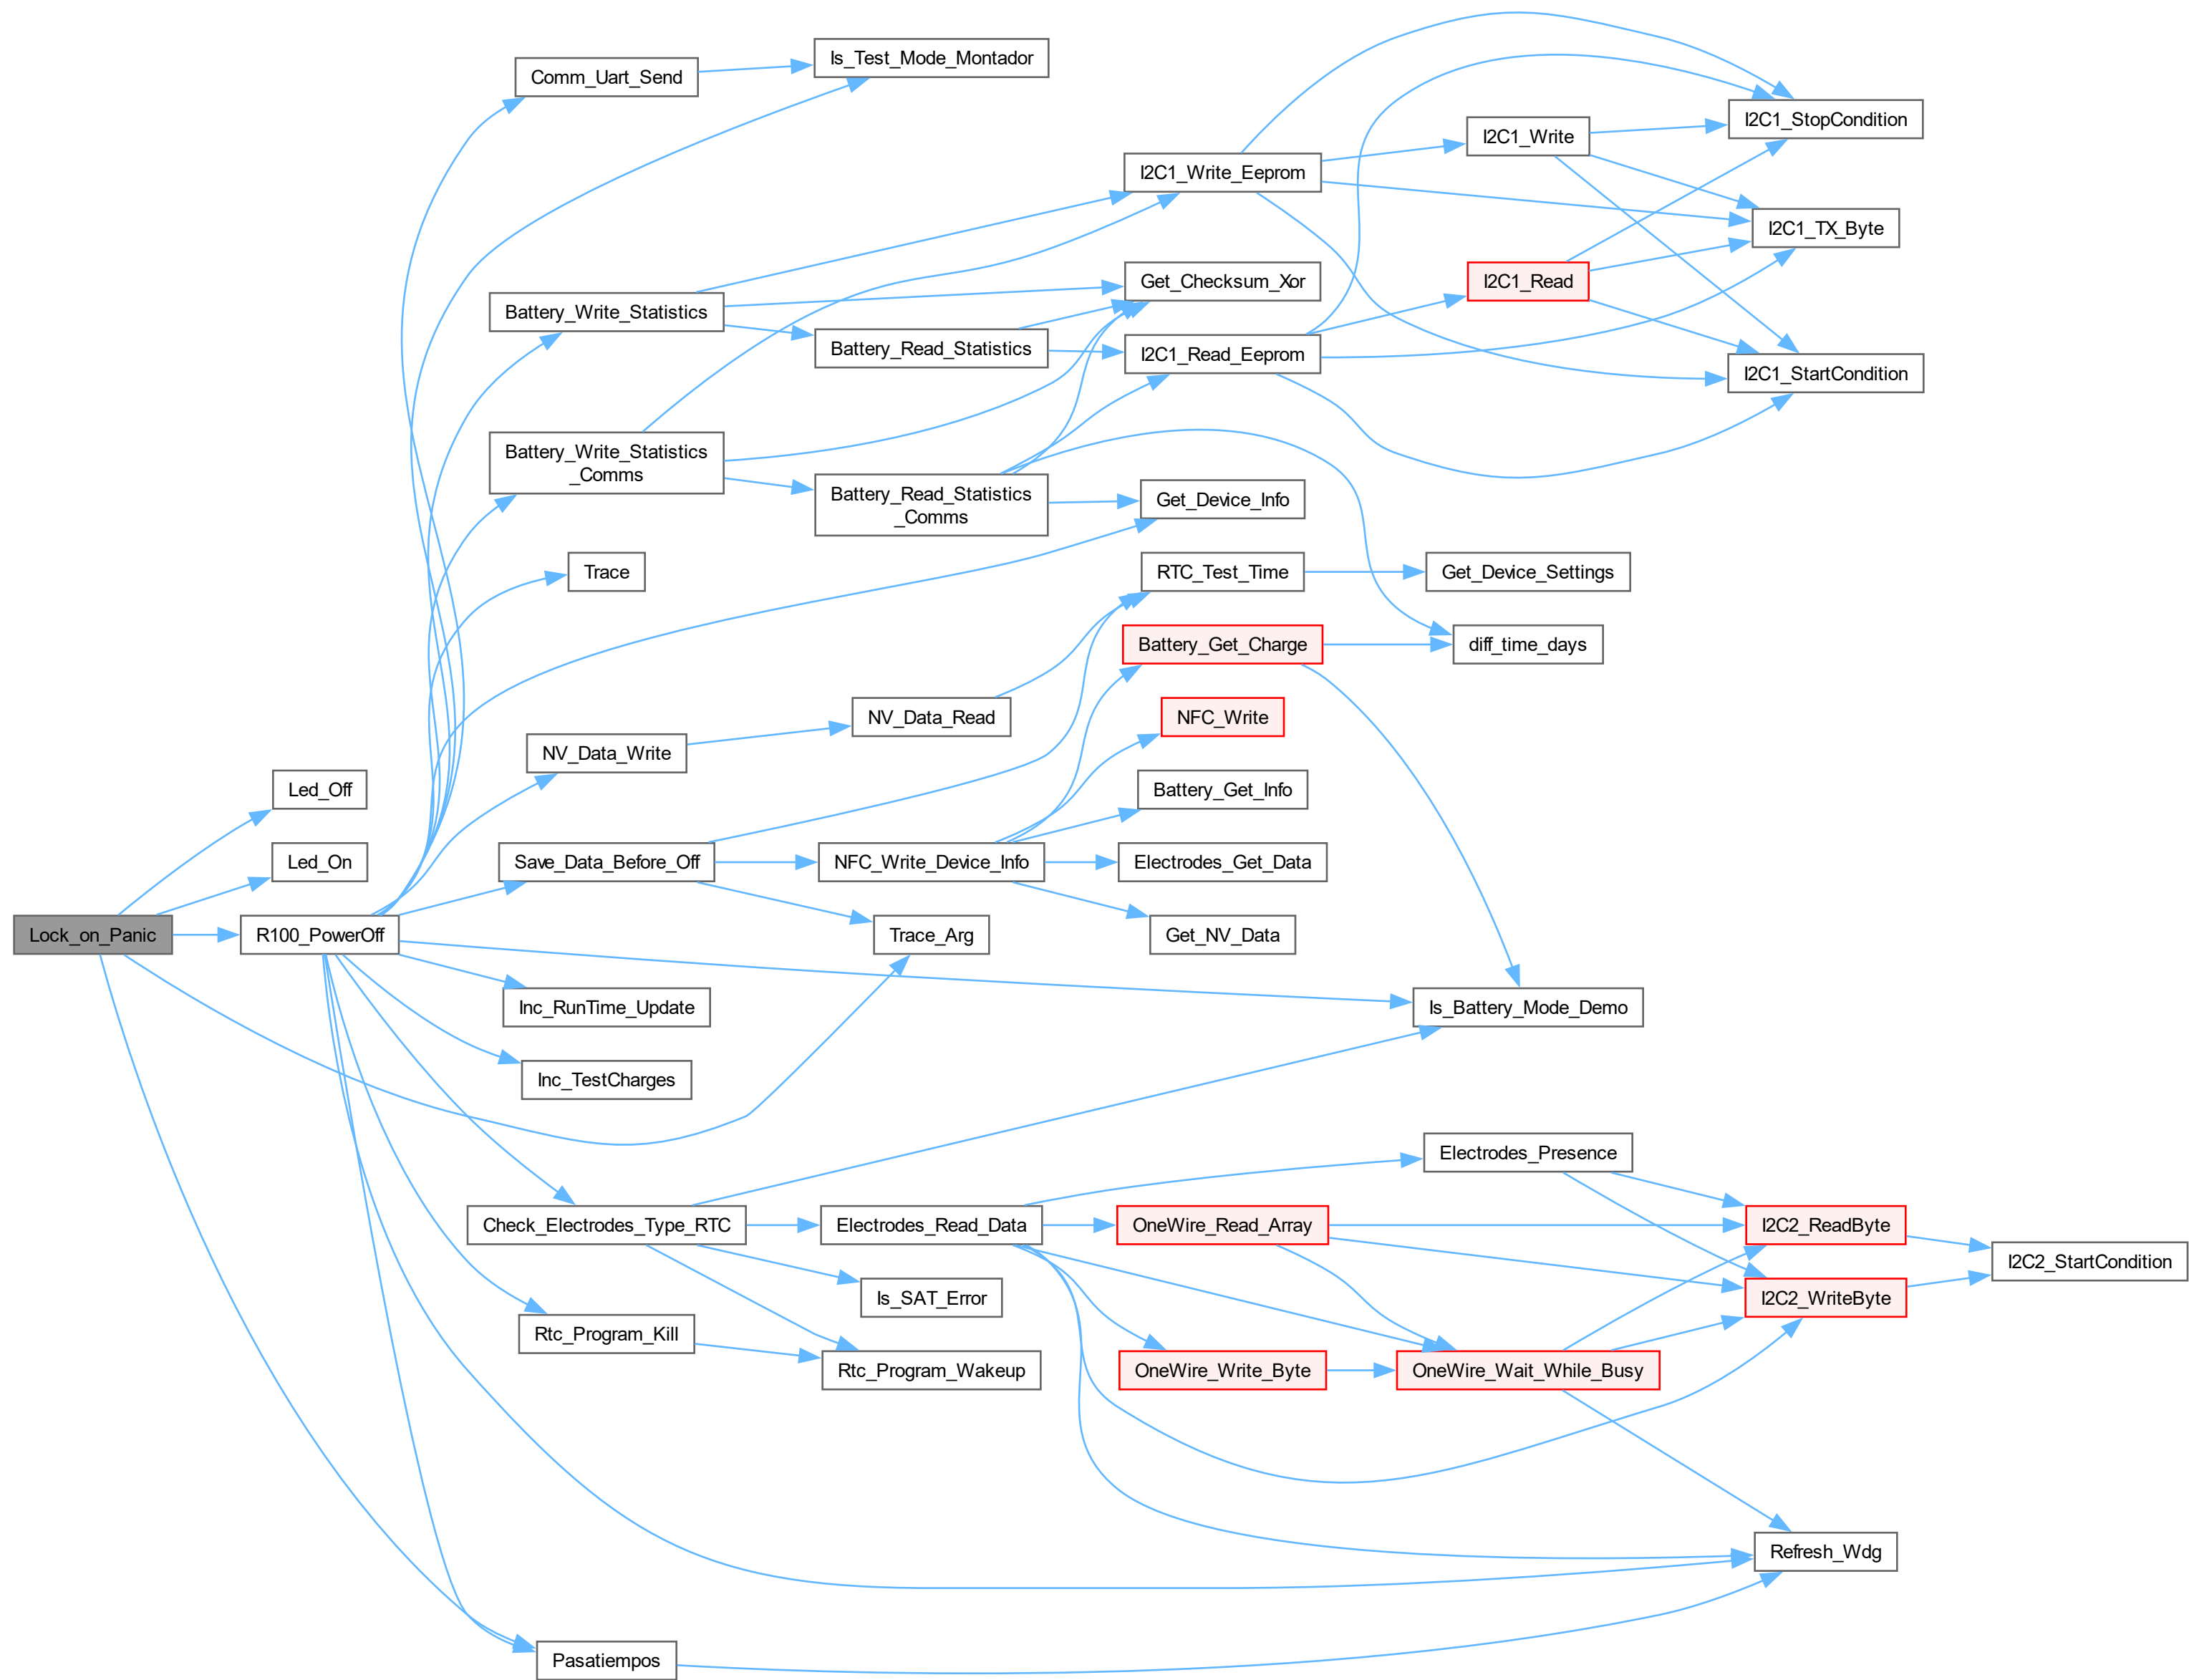 Comm_Uart_Send
Is_Test_Mode_Montador
I2C1_StopCondition
I2C1_Write
I2C1_Write_Eeprom
I2C1_TX_Byte
Get_Checksum_Xor
I2C1_Read
Battery_Write_Statistics
Battery_Read_Statistics
I2C1_Read_Eeprom
I2C1_StartCondition
Battery_Write_Statistics
_Comms
Battery_Read_Statistics
_Comms
Get_Device_Info
Trace
RTC_Test_Time
Get_Device_Settings
Battery_Get_Charge
diff_time_days
NV_Data_Read
NFC_Write
NV_Data_Write
Led_Off
Battery_Get_Info
Led_On
Save_Data_Before_Off
NFC_Write_Device_Info
Electrodes_Get_Data
Lock_on_Panic
R100_PowerOff
Trace_Arg
Get_NV_Data
Inc_RunTime_Update
Is_Battery_Mode_Demo
Inc_TestCharges
Electrodes_Presence
Check_Electrodes_Type_RTC
Electrodes_Read_Data
OneWire_Read_Array
I2C2_ReadByte
I2C2_StartCondition
Is_SAT_Error
I2C2_WriteByte
Rtc_Program_Kill
Rtc_Program_Wakeup
OneWire_Write_Byte
OneWire_Wait_While_Busy
Refresh_Wdg
Pasatiempos